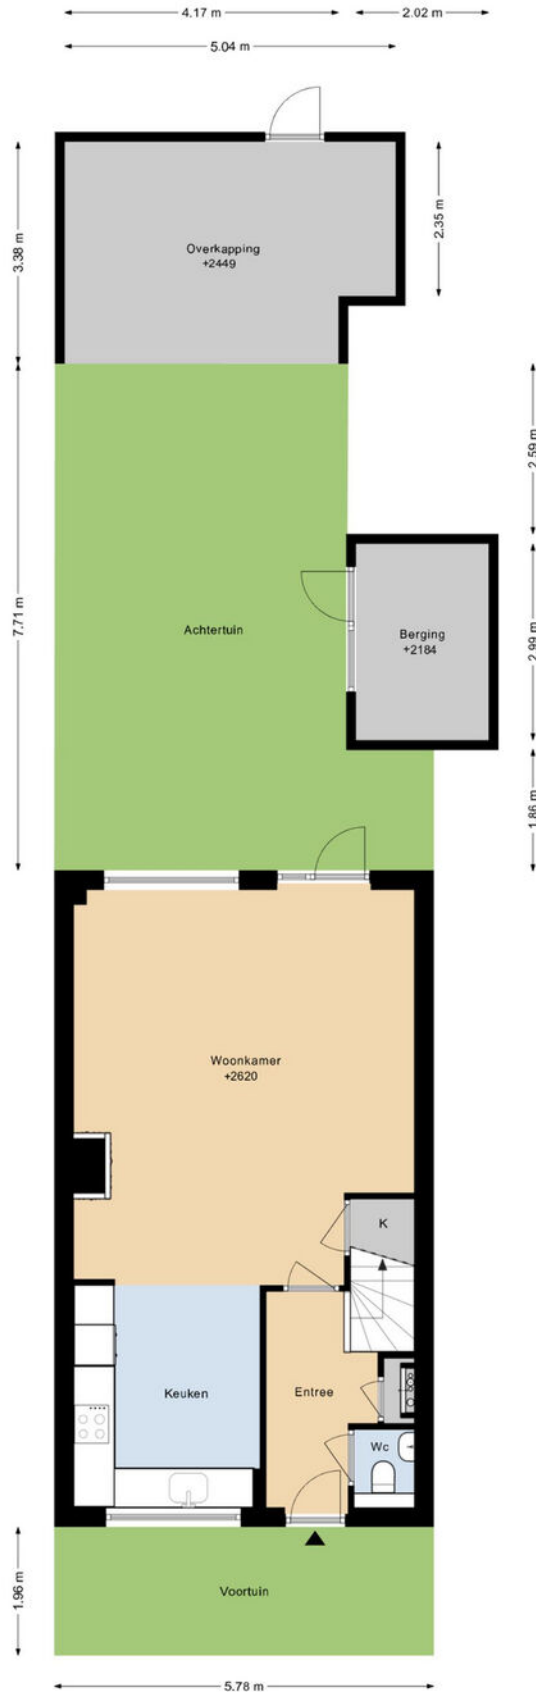 4.17 m
2.02 m
5.04 m
3.38 m
2.35 m
Overkapping
+2449
2.59 m
7.71 m
Achtertuin
Berging
+2184
2.99 m
1.86 m
Woonkamer
+2620
K
Keuken
Entree
Wc
1.96 m
Voortuin
5.78 m